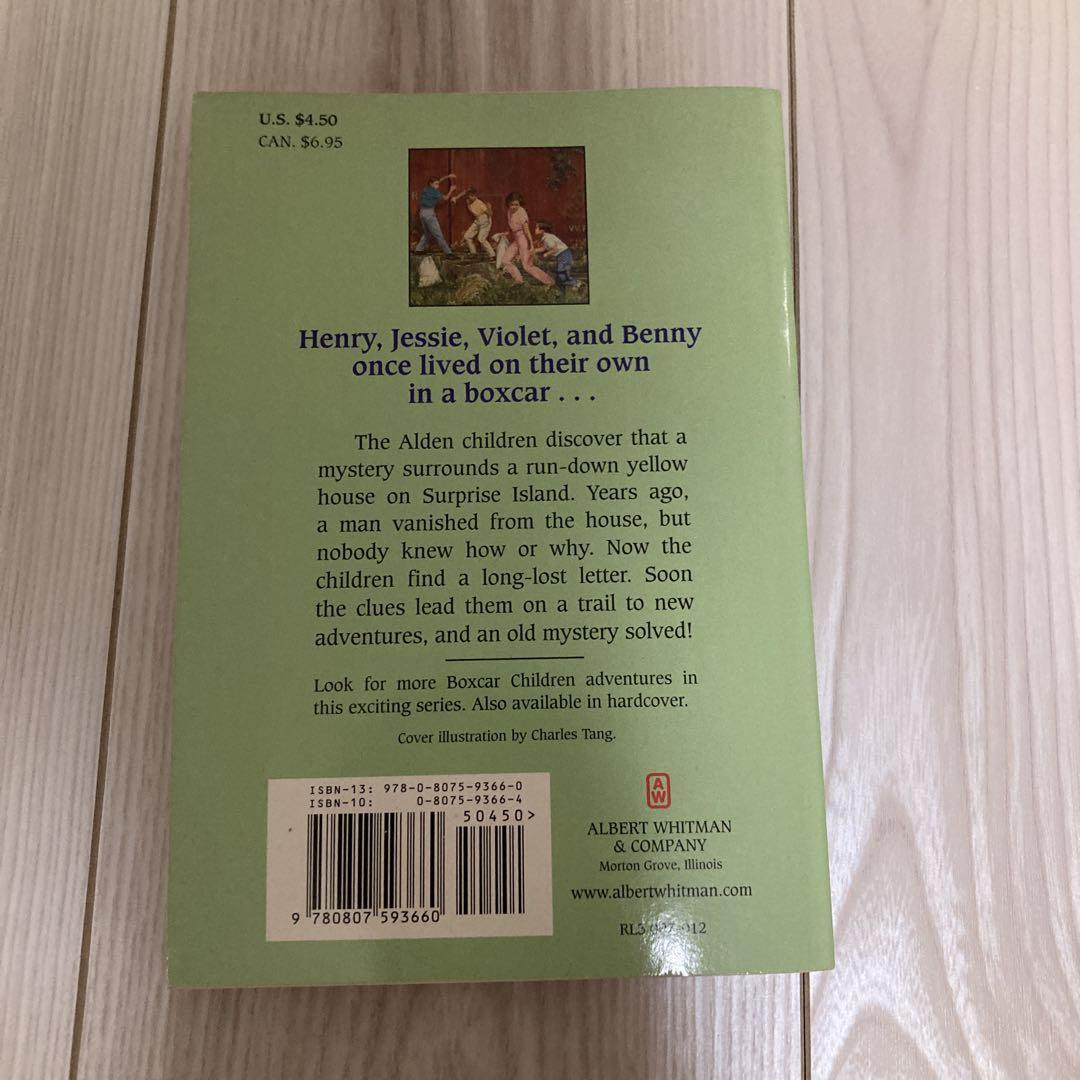 U.S. $4.50
CAN. $6.95
Henry, Jessie, Violet, and Benny
once lived on their own
in a boxcar . . .
The Alden children discover that a
mystery surrounds a run-down yellow
house on Surprise Island. Years ago,
a man vanished from the house, but
nobody knew how or why. Now the
children find a long-lost letter. Soon
the clues lead them on a trail to new
adventures, and an old mystery solved!
Look for more Boxcar Children adventures in
this exciting series. Also available in hardcover.
Cover illustration by Charles Tang.
ISBN-13: 978-0-8075-9366-0
ISBN-10: 0-8075-9366-4
50450>
9 780807 593660
AW
ALBERT WHITMAN
& COMPANY
Morton Grove, Illinois
www.albertwhitman.com